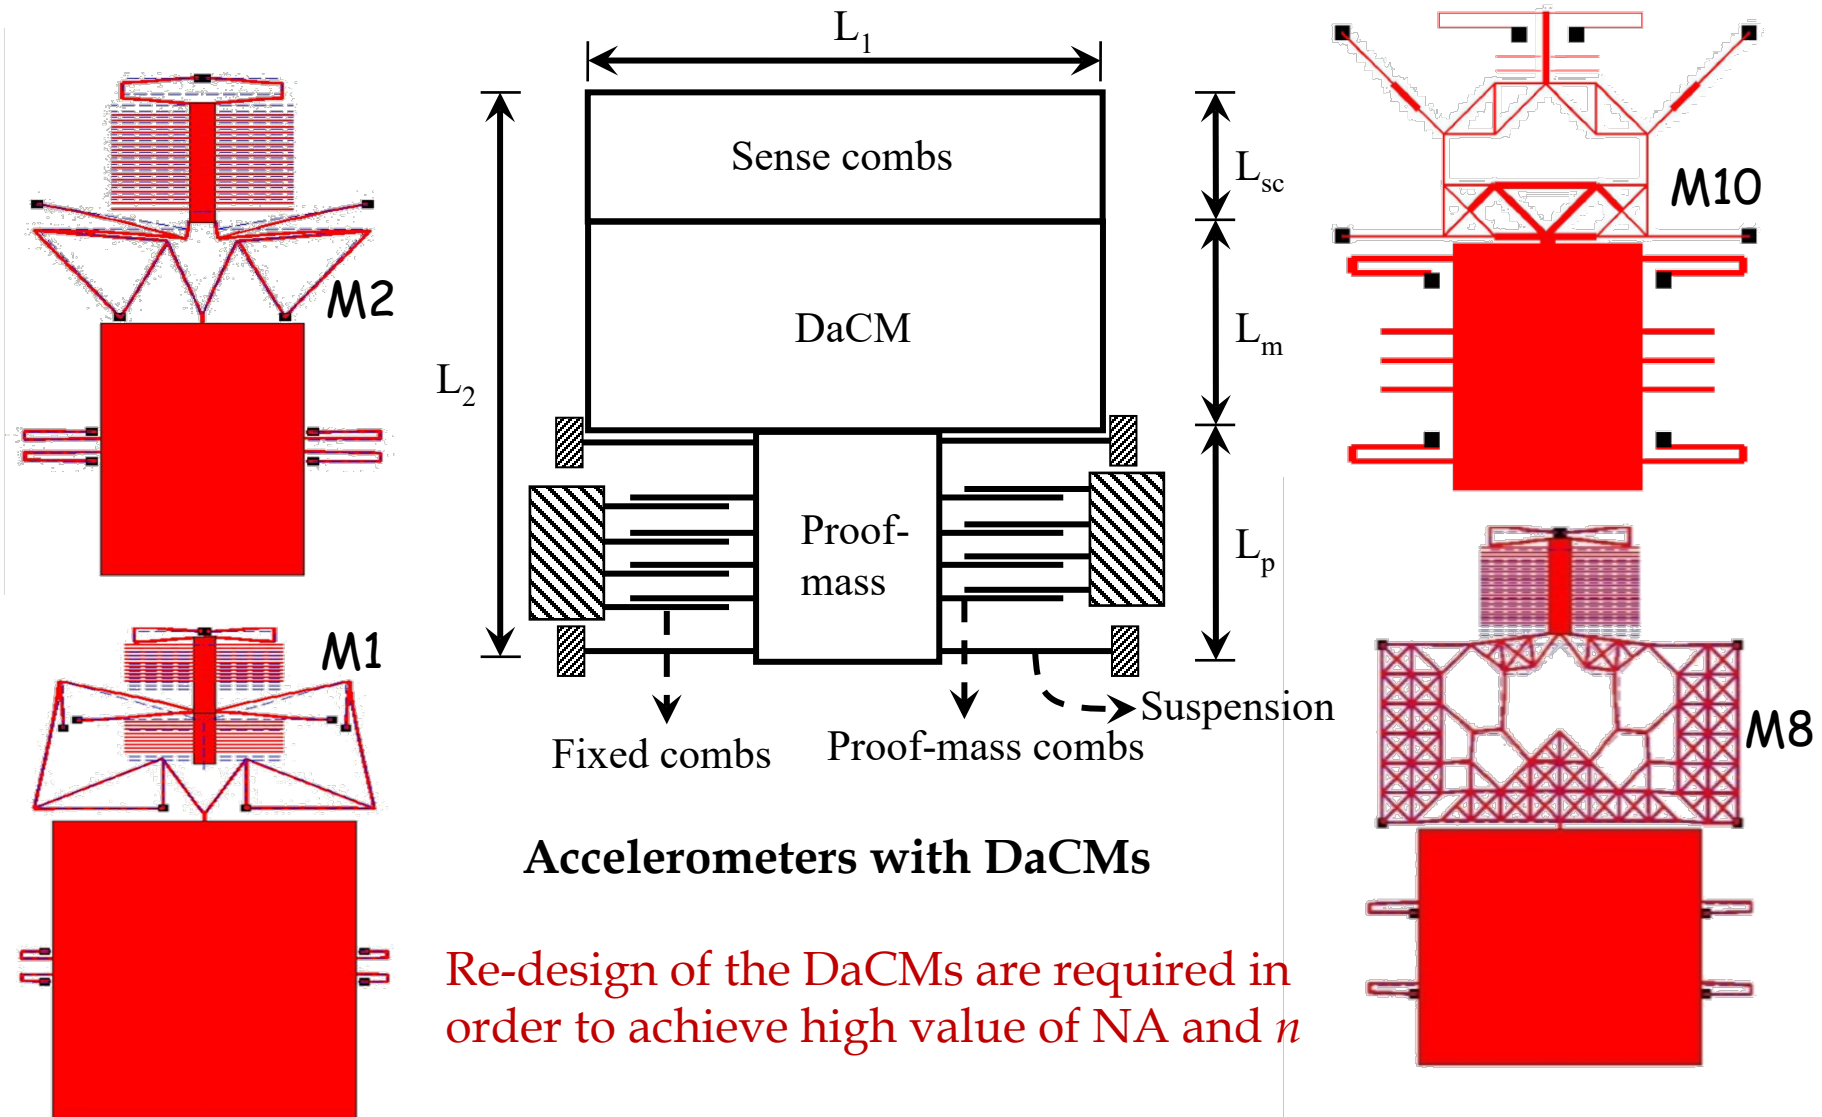 L1
Sense combs
Lsc
M10
M2
DaCM
Lm
L2
Proof-
mass
Lp
M1
Suspension
M8
Fixed combs
Proof-mass combs
Accelerometers with DaCMs
Re-design of the DaCMs are required in
order to achieve high value of NA and n